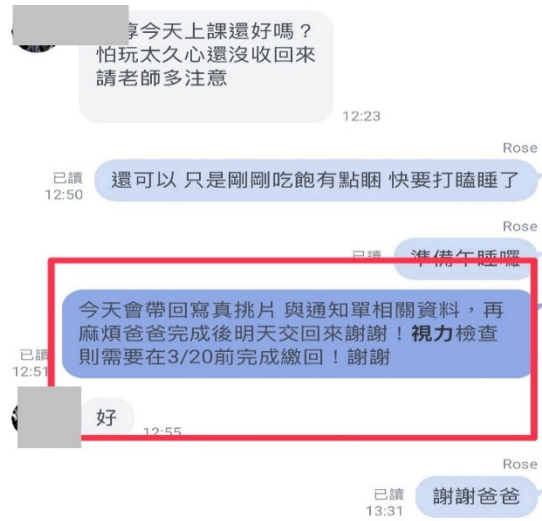 享今天上課還好嗎？
怕玩太久心還沒收回來
請老師多注意
12:23
Rose
還可以 只是剛剛吃飽有點睏 快要打瞌睡了
已讀
12:50
Rose
準備午睡囉
已讀
今天會帶回寫真挑片 與通知單相關資料，再
麻煩爸爸完成後明天交回來謝謝！視力檢查
則需要在3/20前完成繳回！謝謝
已讀
12:51
好
12:55
Rose
謝謝爸爸
已讀
13:31